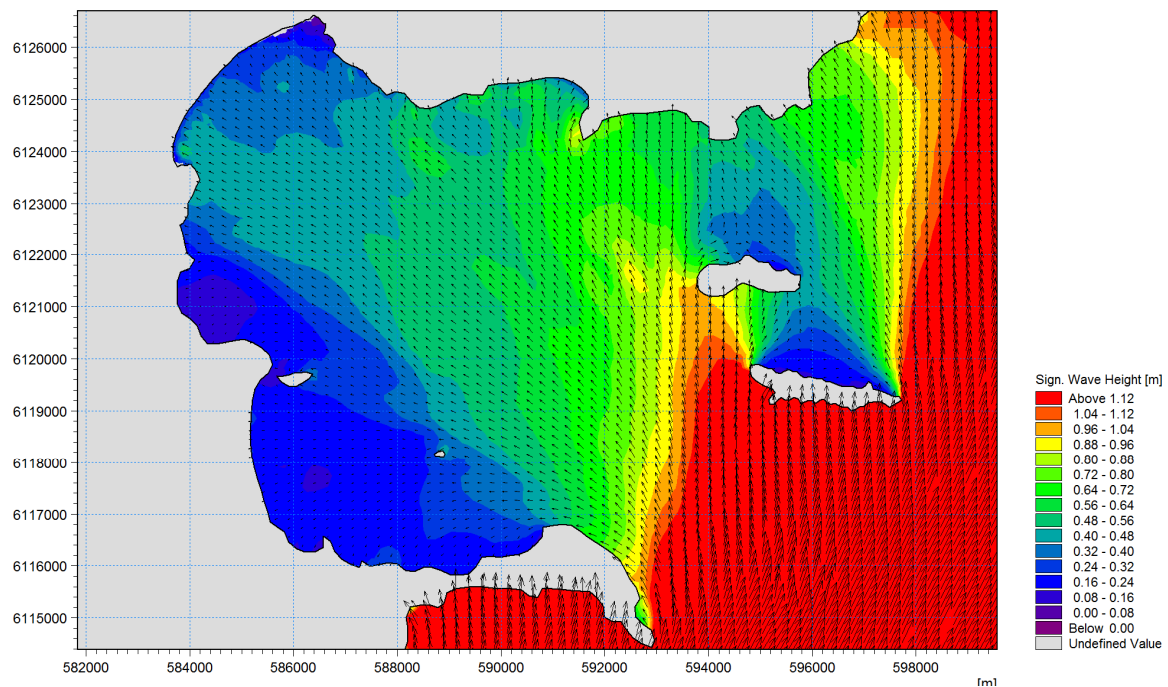 6126000
6125000
6124000
6123000
6122000
6121000
6120000
6119000
6118000
6117000
6116000
6115000
582000 584000 586000 588000 590000 592000 594000 596000 598000
[m]
Sign. Wave Height [m]
Above 1.12
1.04 - 1.12
0.96 - 1.04
0.88 - 0.96
0.80 - 0.88
0.72 - 0.80
0.64 - 0.72
0.56 - 0.64
0.48 - 0.56
0.40 - 0.48
0.32 - 0.40
0.24 - 0.32
0.16 - 0.24
0.08 - 0.16
0.00 - 0.08
Below 0.00
Undefined Value